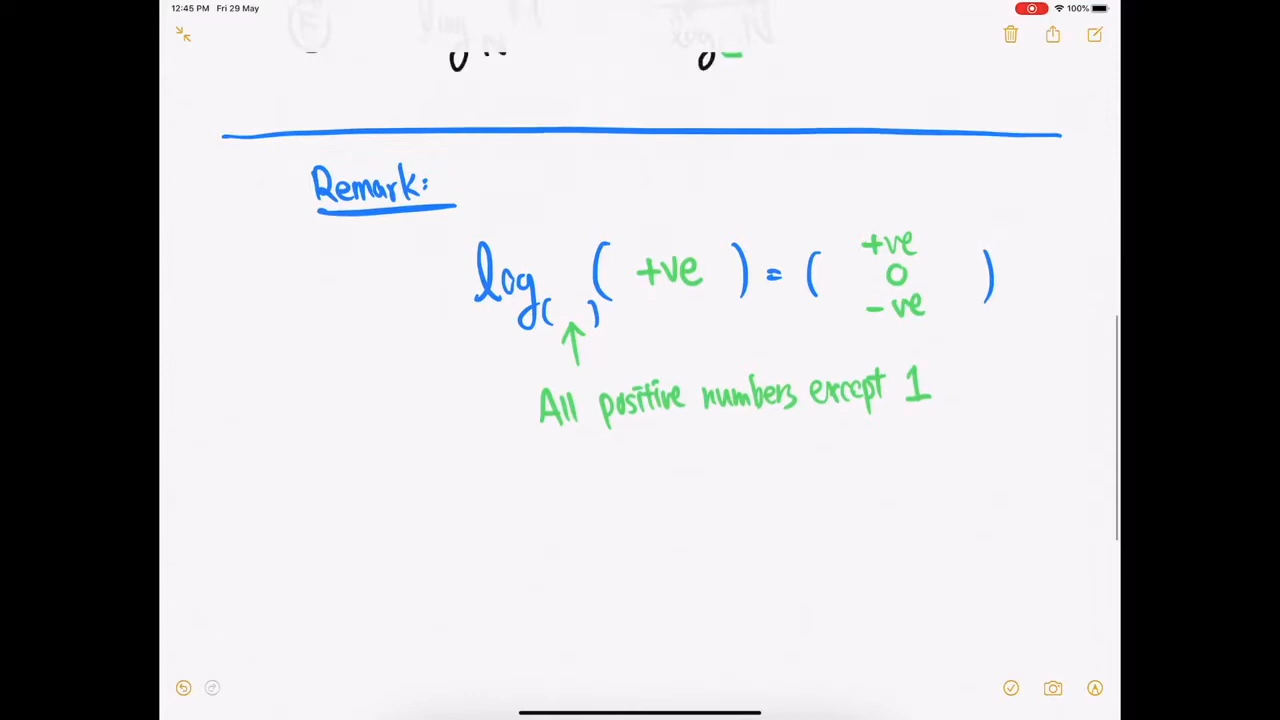 12:45 PM Fri 29 May
100%
Remark:
log( ) ( +ve ) = ( +ve
0
-ve )
All positive numbers except 1